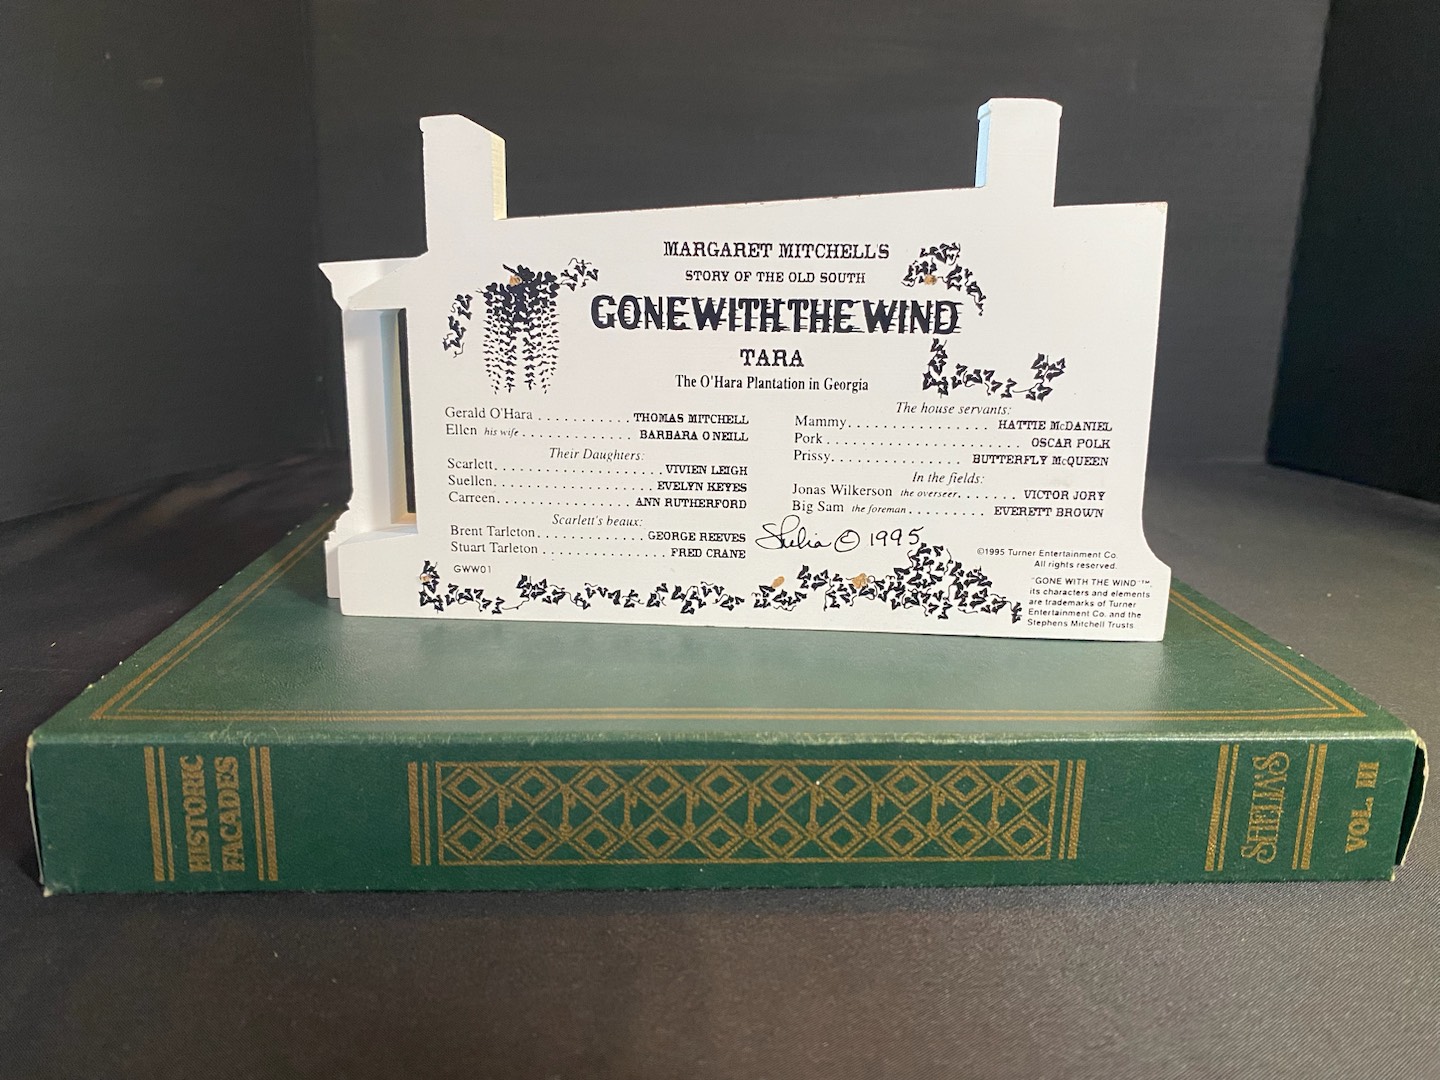 MARGARET MITCHELL'S
STORY OF THE OLD SOUTH
GONE WITH THE WIND
TARA
The O'Hara Plantation in Georgia
Gerald O'Hara . . . . . . . . . . . . THOMAS MITCHELL
Ellen his wife . . . . . . . . . . . . . BARBARA O NEILL
Their Daughters:
Scarlett. . . . . . . . . . . . . . . . . . . . . VIVIEN LEIGH
Suellen. . . . . . . . . . . . . . . . . . . . EVELYN KEYES
Carreen. . . . . . . . . . . . . . . . . ANN RUTHERFORD
Scarlett's beaux:
Brent Tarleton. . . . . . . . . . . . . . GEORGE REEVES
Stuart Tarleton . . . . . . . . . . . . . . . . FRED CRANE
GWW01
The house servants:
Mammy. . . . . . . . . . . . . . . . HATTIE McDANIEL
Pork . . . . . . . . . . . . . . . . . . . . . . OSCAR POLK
Prissy. . . . . . . . . . . . . . . BUTTERFLY McQUEEN
In the fields:
Jonas Wilkerson the overseer. . . . . . . VICTOR JORY
Big Sam the foreman . . . . . . . . . EVERETT BROWN
Shelia © 1995
©1995 Turner Entertainment Co.
All rights reserved.
"GONE WITH THE WIND"™,
its characters and elements
are trademarks of Turner
Entertainment Co. and the
Stephens Mitchell Trusts
HISTORIC
FACADES
SHELIA'S
VOL. III